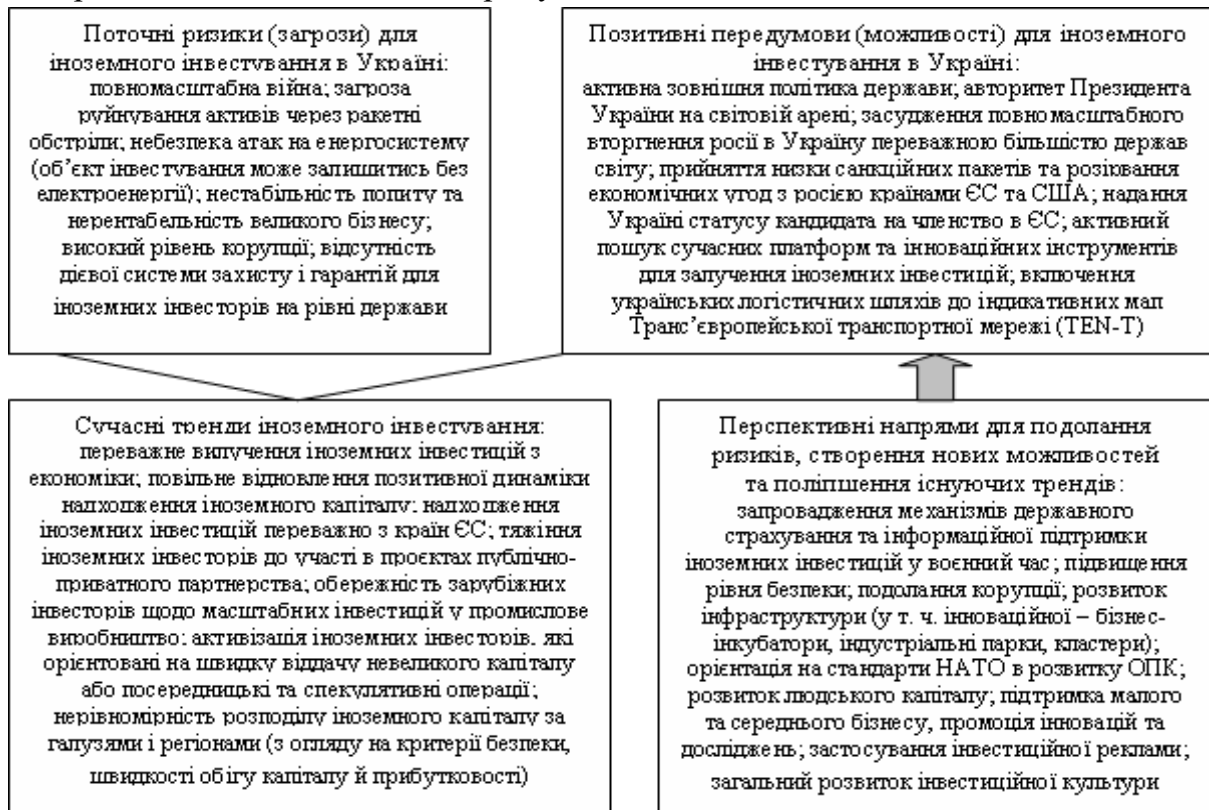 Поточні ризики (загрози) для
іноземного інвестування в Україні:
повномасштабна війна; загроза
руйнування активів через ракетні
обстріли; небезпека атак на енергосистему
(об’єкт інвестування може залишитись без
електроенергії); нестабільність попиту та
нерентабельність великого бізнесу;
високий рівень корупції; відсутність
дієвої системи захисту і гарантій для
іноземних інвесторів на рівні держави
Позитивні передумови (можливості) для іноземного
інвестування в Україні:
активна зовнішня політика держави; авторитет Президента
України на світовій арені; засудження повномасштабного
вторгнення росії в Україну переважною більшістю держав
світу; прийняття низки санкційних пакетів та розірвання
економічних угод з росією країнами ЄС та США; надання
Україні статусу кандидата на членство в ЄС; активний
пошук сучасних платформ та інноваційних інструментів
для залучення іноземних інвестицій; включення
українських логістичних шляхів до індикативних мап
Транс’європейської транспортної мережі (TEN-T)
Сучасні тренди іноземного інвестування:
переважне вилучення іноземних інвестицій з
економіки; повільне відновлення позитивної динаміки
надходження іноземного капіталу; надходження
іноземних інвестицій переважно з країн ЄС; тяжіння
іноземних інвесторів до участі в проєктах публічно-
приватного партнерства; обережність зарубіжних
інвесторів щодо масштабних інвестицій у промислове
виробництво; активізація іноземних інвесторів, які
орієнтовані на швидку віддачу невеликого капіталу
або посередницькі та спекулятивні операції;
нерівномірність розподілу іноземного капіталу за
галузями і регіонами (з огляду на критерії безпеки,
швидкості обігу капіталу й прибутковості)
Перспективні напрями для подолання
ризиків, створення нових можливостей
та поліпшення існуючих трендів:
запровадження механізмів державного
страхування та інформаційної підтримки
іноземних інвестицій у воєнний час; підвищення
рівня безпеки; подолання корупції; розвиток
інфраструктури (у т. ч. інноваційної – бізнес-
інкубатори, індустріальні парки, кластери);
орієнтація на стандарти НАТО в розвитку ОПК;
розвиток людського капіталу; підтримка малого
та середнього бізнесу, промоція інновацій та
досліджень; застосування інвестиційної реклами;
загальний розвиток інвестиційної культури